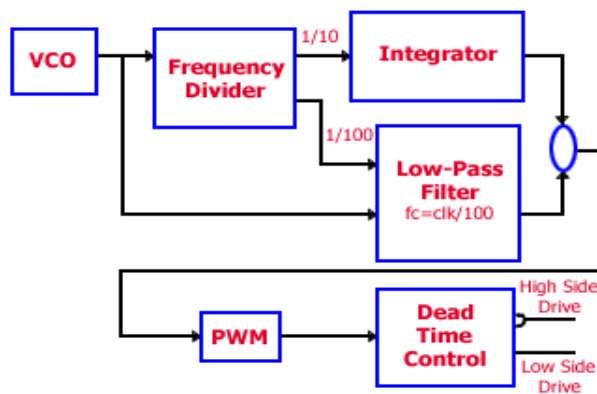 VCO
Frequency
Divider
1/10
1/100
Integrator
Low-Pass
Filter
fc=clk/100
PWM
Dead
Time
Control
High Side
Drive
Low Side
Drive